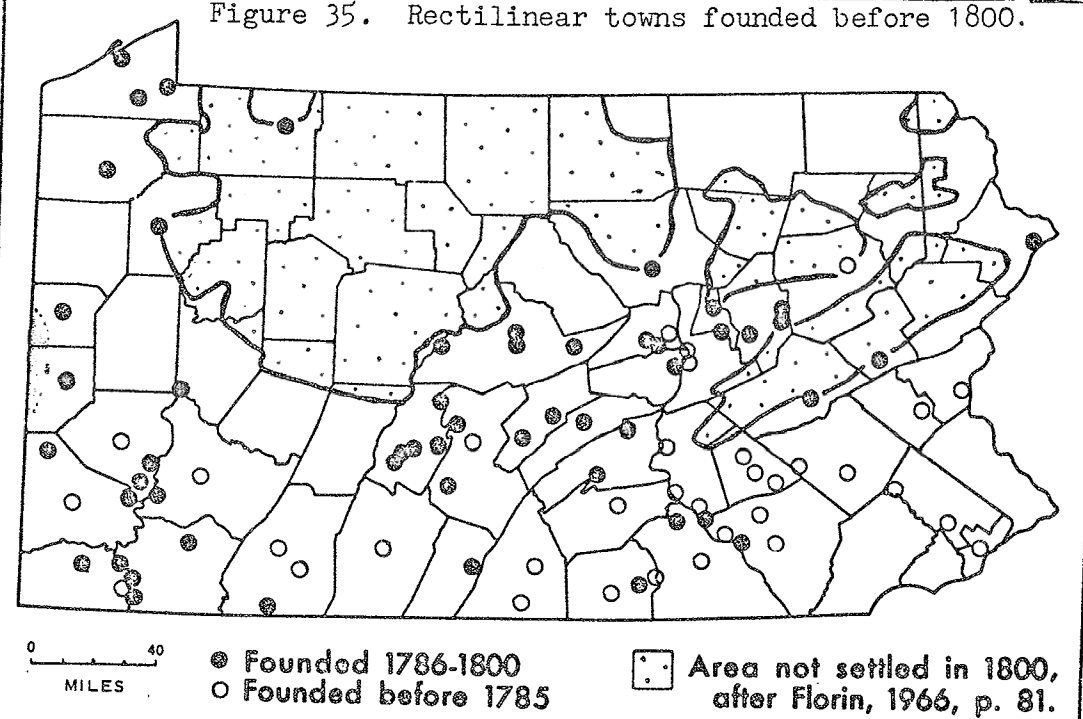 Figure 35. Rectilinear towns founded before 1800.
0 40
MILES
Founded 1786-1800
Founded before 1785
Area not settled in 1800,
after Florin, 1966, p. 81.